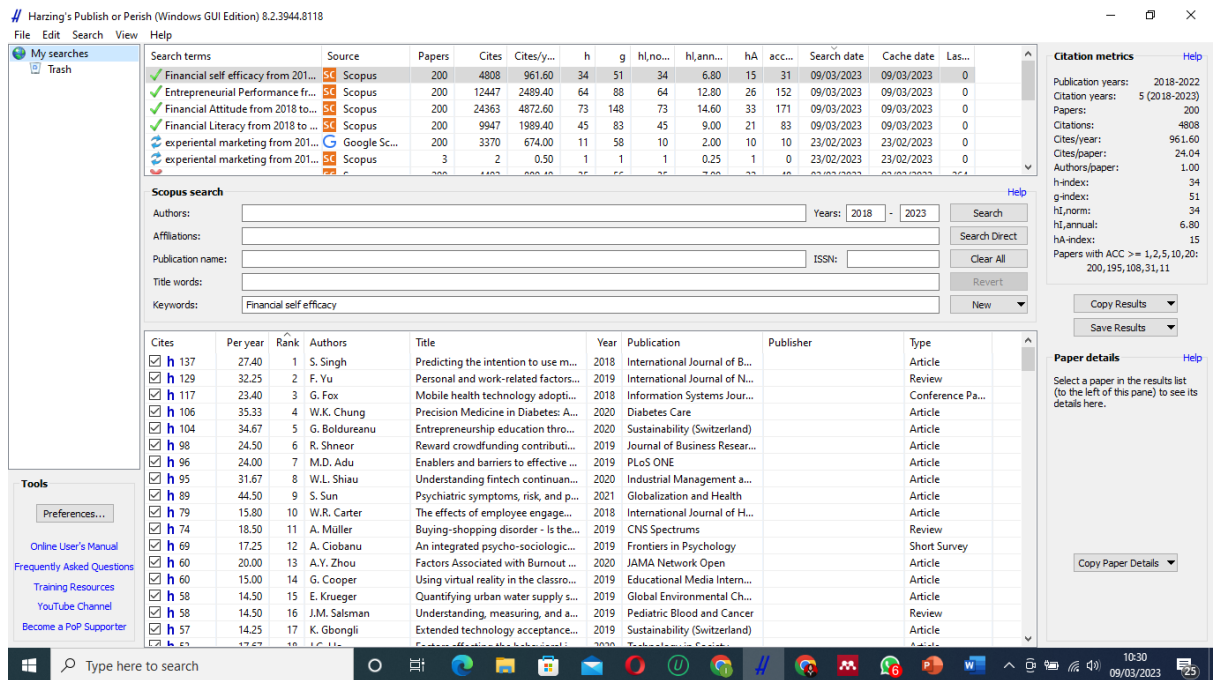 Harzing's Publish or Perish (Windows GUI Edition) 8.2.3944.8118
File Edit Search View Help
My searches
Trash
Search terms Source Papers Cites Cites/y... h g hI,no... hI,ann... hA acc... Search date Cache date Las...
Financial self efficacy from 201... SC Scopus 200 4808 961.60 34 51 34 6.80 15 31 09/03/2023 09/03/2023 0
Entrepreneurial Performance fr... SC Scopus 200 12447 2489.40 64 88 64 12.80 26 152 09/03/2023 09/03/2023 0
Financial Attitude from 2018 to... SC Scopus 200 24363 4872.60 73 148 73 14.60 33 171 09/03/2023 09/03/2023 0
Financial Literacy from 2018 to ... SC Scopus 200 9947 1989.40 45 83 45 9.00 21 83 09/03/2023 09/03/2023 0
experiental marketing from 201... G Google Sc... 200 3370 674.00 11 58 10 2.00 10 10 23/02/2023 23/02/2023 0
experiental marketing from 201... SC Scopus 3 2 0.50 1 1 1 0.25 1 0 23/02/2023 23/02/2023 0
Scopus search Help
Authors: Years: 2018 - 2023 Search
Affiliations: Search Direct
Publication name: ISSN: Clear All
Title words: Revert
Keywords: Financial self efficacy New
Cites Per year Rank Authors Title Year Publication Publisher Type
h 137 27.40 1 S. Singh Predicting the intention to use m... 2018 International Journal of B... Article
h 129 32.25 2 F. Yu Personal and work-related factors... 2019 International Journal of N... Review
h 117 23.40 3 G. Fox Mobile health technology adopti... 2018 Information Systems Jour... Conference Pa...
h 106 35.33 4 W.K. Chung Precision Medicine in Diabetes: A... 2020 Diabetes Care Article
h 104 34.67 5 G. Boldureanu Entrepreneurship education thro... 2020 Sustainability (Switzerland) Article
h 98 24.50 6 R. Shneor Reward crowdfunding contributi... 2019 Journal of Business Resear... Article
h 96 24.00 7 M.D. Adu Enablers and barriers to effective ... 2019 PLoS ONE Article
h 95 31.67 8 W.L. Shiau Understanding fintech continuan... 2020 Industrial Management a... Article
h 89 44.50 9 S. Sun Psychiatric symptoms, risk, and p... 2021 Globalization and Health Article
h 79 15.80 10 W.R. Carter The effects of employee engage... 2018 International Journal of H... Article
h 74 18.50 11 A. Müller Buying-shopping disorder - Is the... 2019 CNS Spectrums Review
h 69 17.25 12 A. Ciobanu An integrated psycho-sociologic... 2019 Frontiers in Psychology Short Survey
h 60 20.00 13 A.Y. Zhou Factors Associated with Burnout ... 2020 JAMA Network Open Article
h 60 15.00 14 G. Cooper Using virtual reality in the classro... 2019 Educational Media Intern... Article
h 58 14.50 15 E. Krueger Quantifying urban water supply s... 2019 Global Environmental Ch... Article
h 58 14.50 16 J.M. Salsman Understanding, measuring, and a... 2019 Pediatric Blood and Cancer Review
h 57 14.25 17 K. Gbongli Extended technology acceptance... 2019 Sustainability (Switzerland) Article
Citation metrics Help
Publication years: 2018-2022
Citation years: 5 (2018-2023)
Papers: 200
Citations: 4808
Cites/year: 961.60
Cites/paper: 24.04
Authors/paper: 1.00
h-index: 34
g-index: 51
hI,norm: 34
hI,annual: 6.80
hA-index: 15
Papers with ACC >= 1,2,5,10,20:
200,195,108,31,11
Copy Results
Save Results
Paper details Help
Select a paper in the results list
(to the left of this pane) to see its
details here.
Copy Paper Details
Tools
Preferences...
Online User's Manual
Frequently Asked Questions
Training Resources
YouTube Channel
Become a PoP Supporter
Type here to search
10:30
09/03/2023
25
6